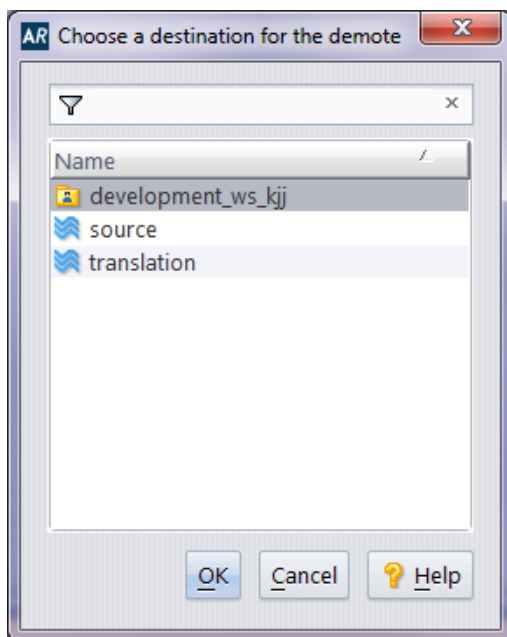 AR Choose a destination for the demote
Name
development_ws_kjj
source
translation
OK Cancel Help